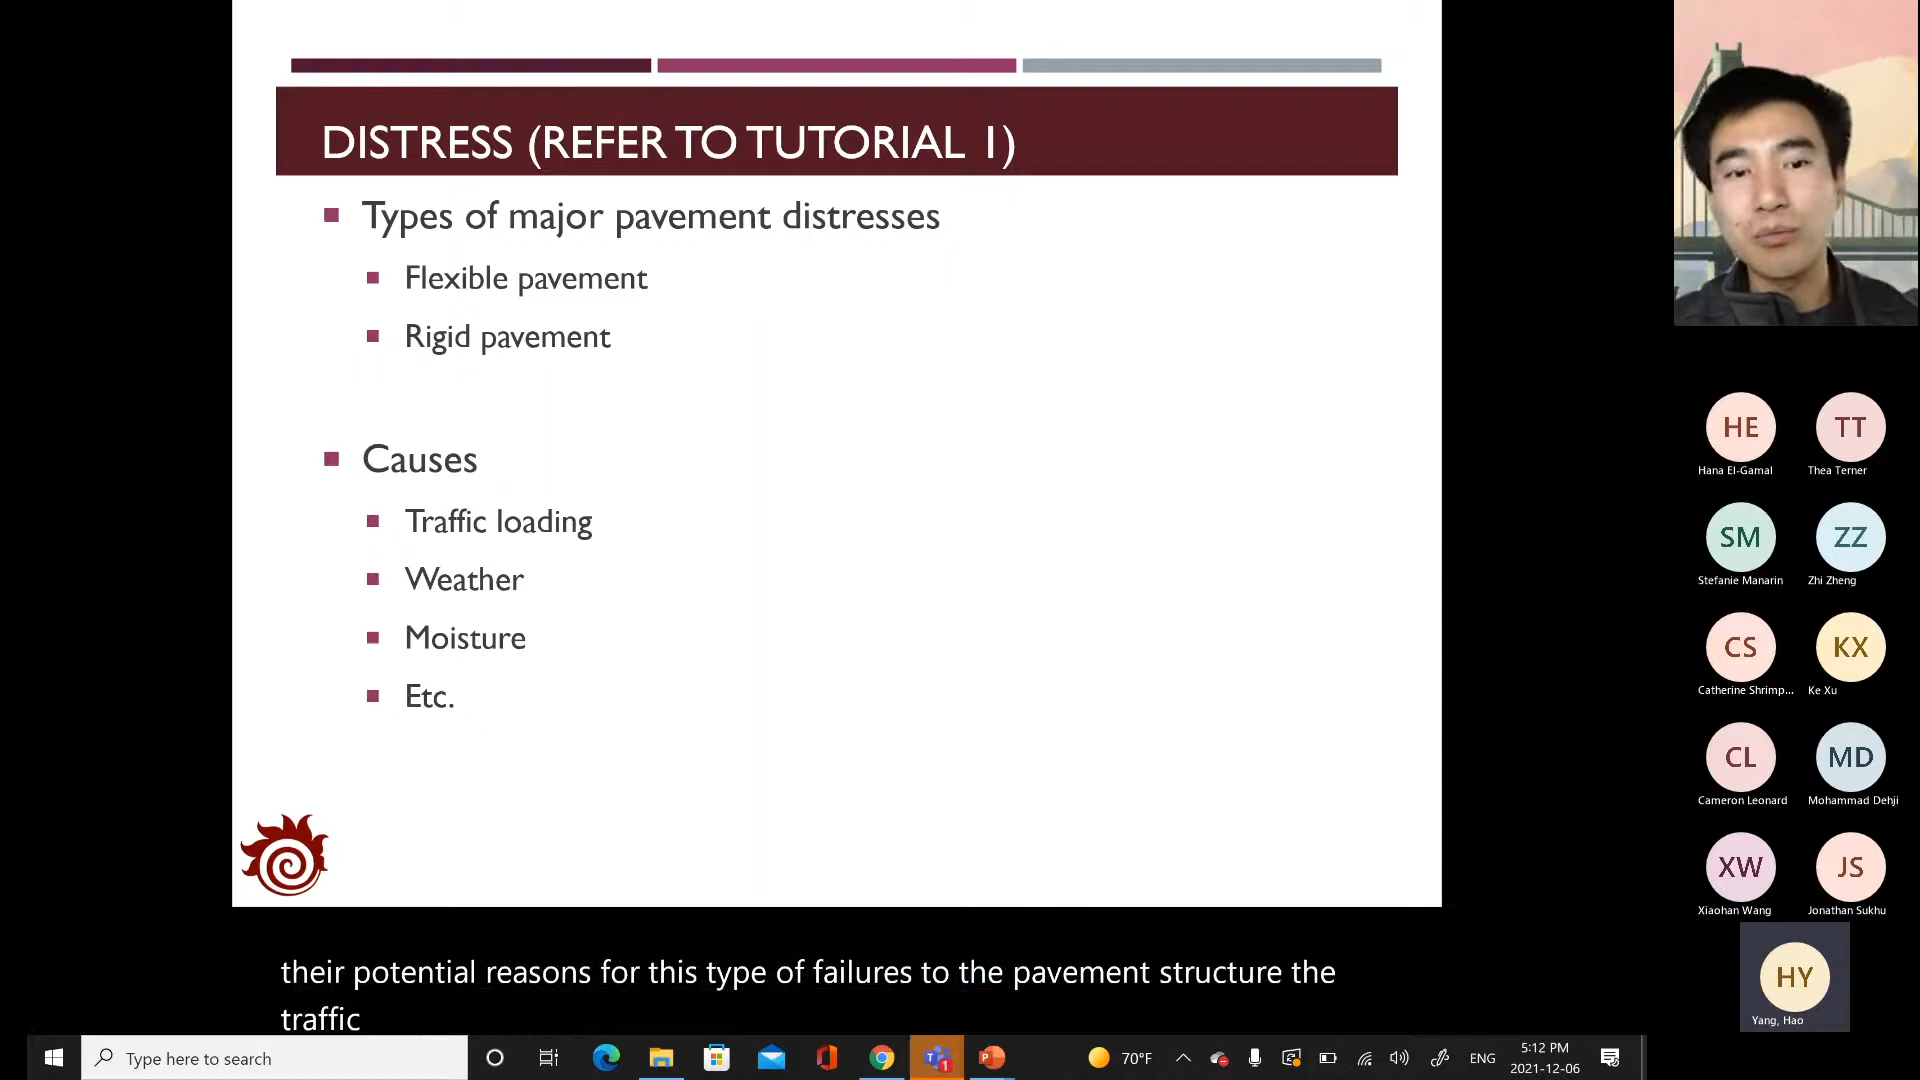 DISTRESS (REFER TO TUTORIAL 1)
Types of major pavement distresses
Flexible pavement
Rigid pavement
Causes
Traffic loading
Weather
Moisture
Etc.
their potential reasons for this type of failures to the pavement structure the
traffic
HE
TT
Hana El-Gamal
Thea Terner
SM
ZZ
Stefanie Manarin
Zhi Zheng
CS
KX
Catherine Shrimp...
Ke Xu
CL
MD
Cameron Leonard
Mohammad Dehji
XW
JS
Xiaohan Wang
Jonathan Sukhu
HY
Yang, Hao
Type here to search
T
1
P
70°F
ENG
5:12 PM
2021-12-06